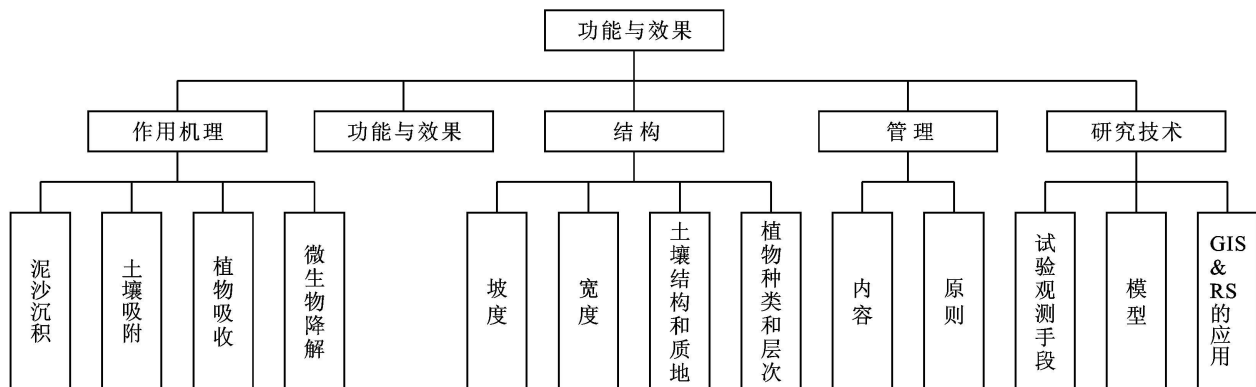 功能与效果
作用机理
功能与效果
结构
管理
研究技术
泥沙沉积
土壤吸附
植物吸收
微生物降解
坡度
宽度
土壤结构和质地
植物种类和层次
内容
原则
试验观测手段
模型
GIS
&
RS
的应用